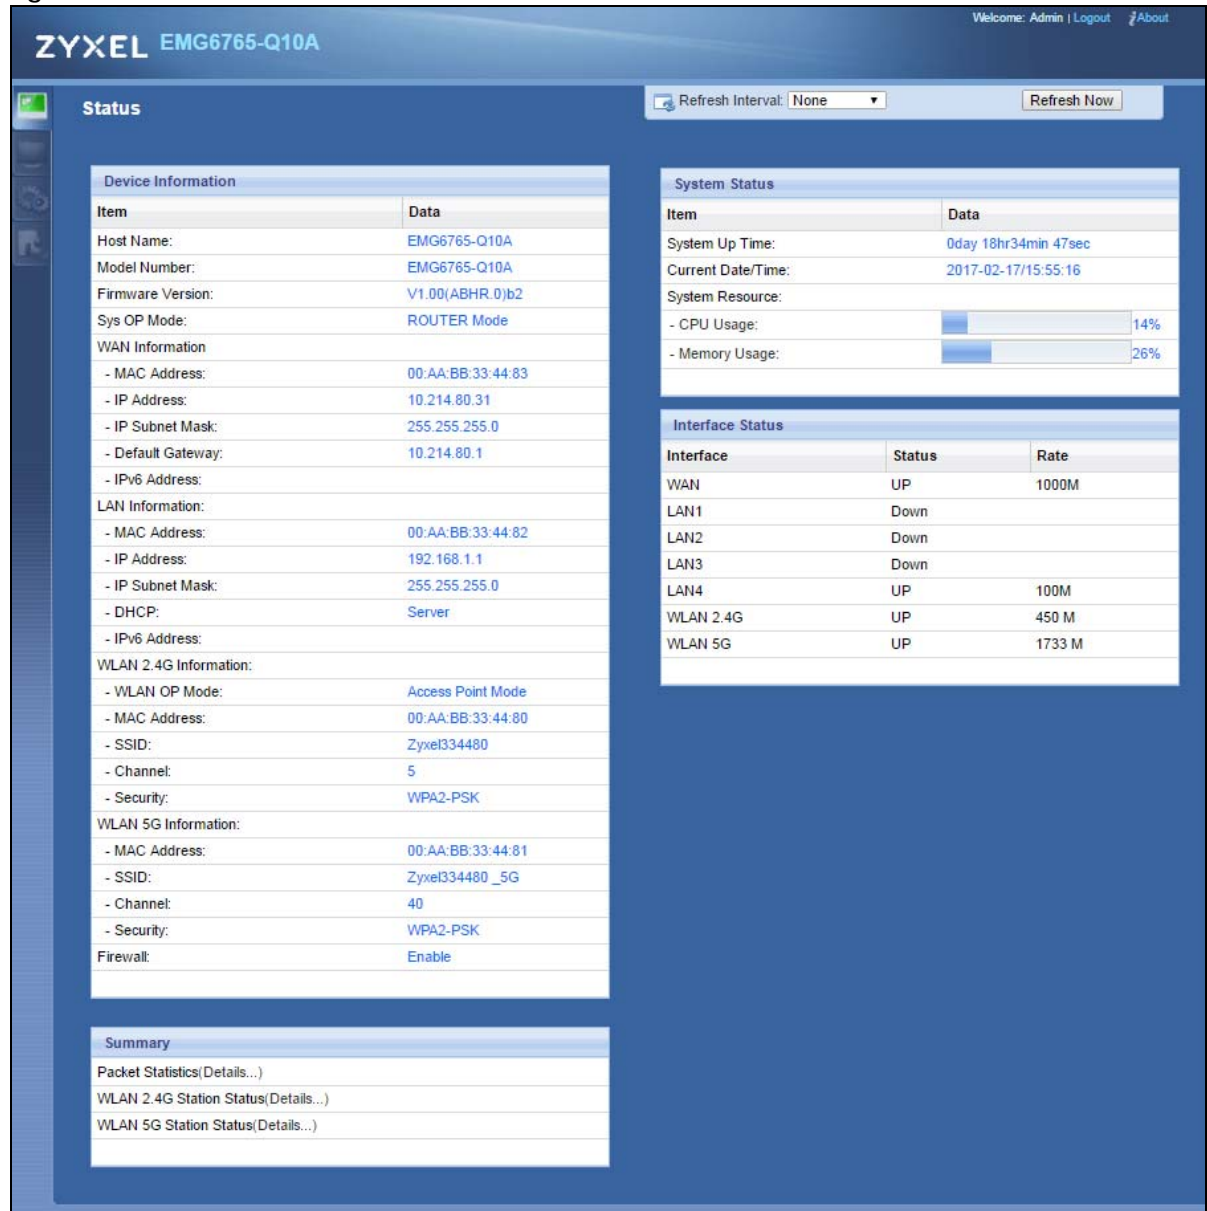 Welcome: Admin | Logout About
ZYXEL EMG6765-Q10A
Status
Refresh Interval: None Refresh Now
Device Information
Item Data
Host Name: EMG6765-Q10A
Model Number: EMG6765-Q10A
Firmware Version: V1.00(ABHR.0)b2
Sys OP Mode: ROUTER Mode
WAN Information
- MAC Address: 00:AA:BB:33:44:83
- IP Address: 10.214.80.31
- IP Subnet Mask: 255.255.255.0
- Default Gateway: 10.214.80.1
- IPv6 Address:
LAN Information:
- MAC Address: 00:AA:BB:33:44:82
- IP Address: 192.168.1.1
- IP Subnet Mask: 255.255.255.0
- DHCP: Server
- IPv6 Address:
WLAN 2.4G Information:
- WLAN OP Mode: Access Point Mode
- MAC Address: 00:AA:BB:33:44:80
- SSID: Zyxel334480
- Channel: 5
- Security: WPA2-PSK
WLAN 5G Information:
- MAC Address: 00:AA:BB:33:44:81
- SSID: Zyxel334480 _5G
- Channel: 40
- Security: WPA2-PSK
Firewall: Enable
Summary
Packet Statistics(Details...)
WLAN 2.4G Station Status(Details...)
WLAN 5G Station Status(Details...)
System Status
Item Data
System Up Time: 0day 18hr34min 47sec
Current Date/Time: 2017-02-17/15:55:16
System Resource:
- CPU Usage: 14%
- Memory Usage: 26%
Interface Status
Interface Status Rate
WAN UP 1000M
LAN1 Down
LAN2 Down
LAN3 Down
LAN4 UP 100M
WLAN 2.4G UP 450 M
WLAN 5G UP 1733 M